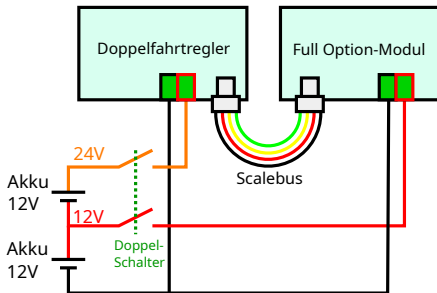 Doppelfahrtregler
Full Option-Modul
Scalebus
24V
Akku
12V
12V
Doppel-
Schalter
Akku
12V